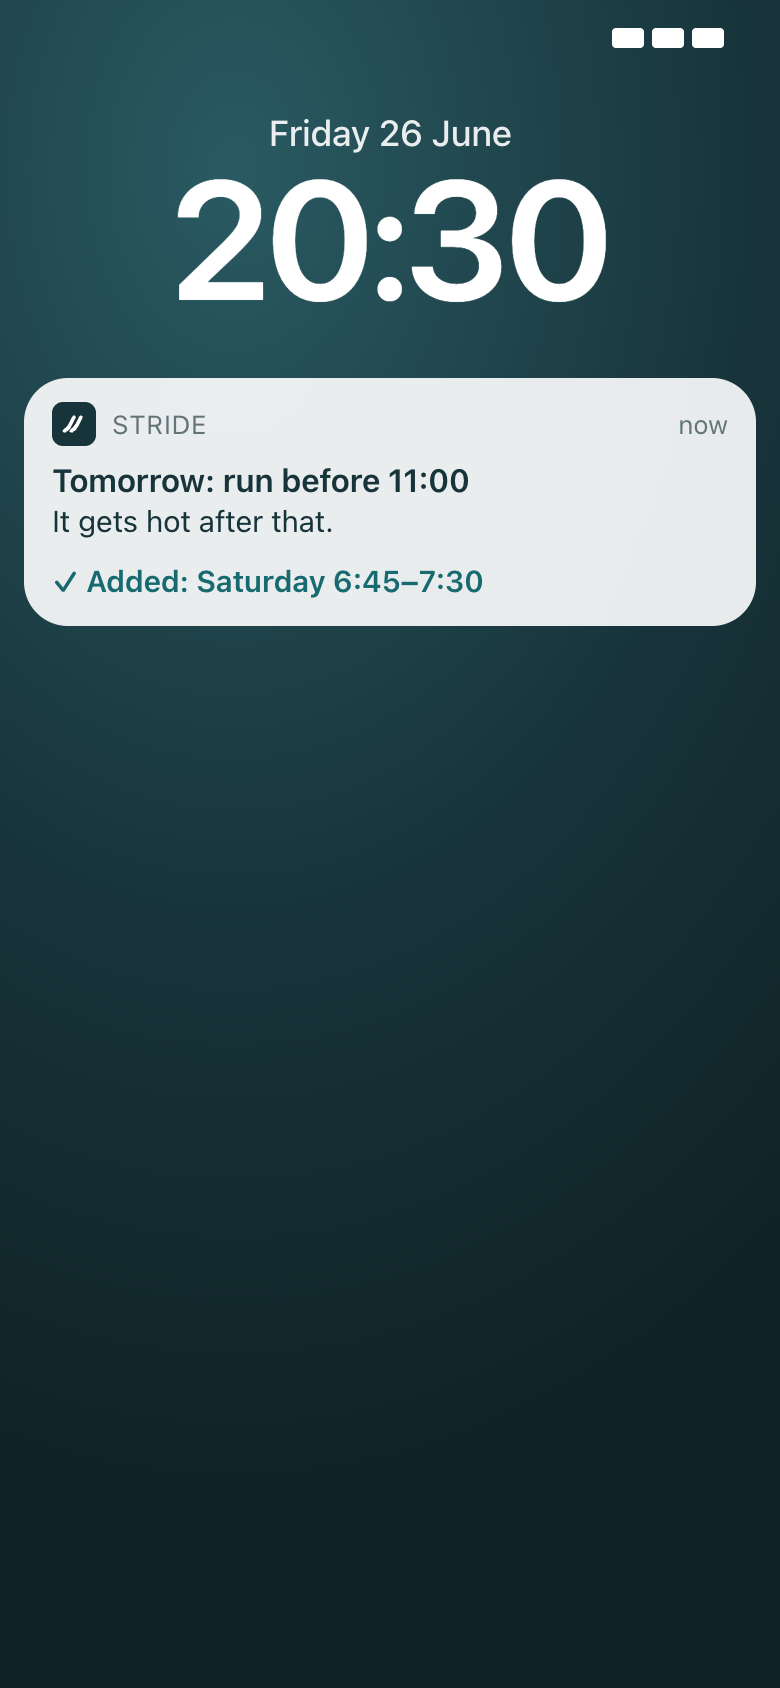 Friday 26 June
20:30
STRIDE now
Tomorrow: run before 11:00
It gets hot after that.
✓ Added: Saturday 6:45–7:30